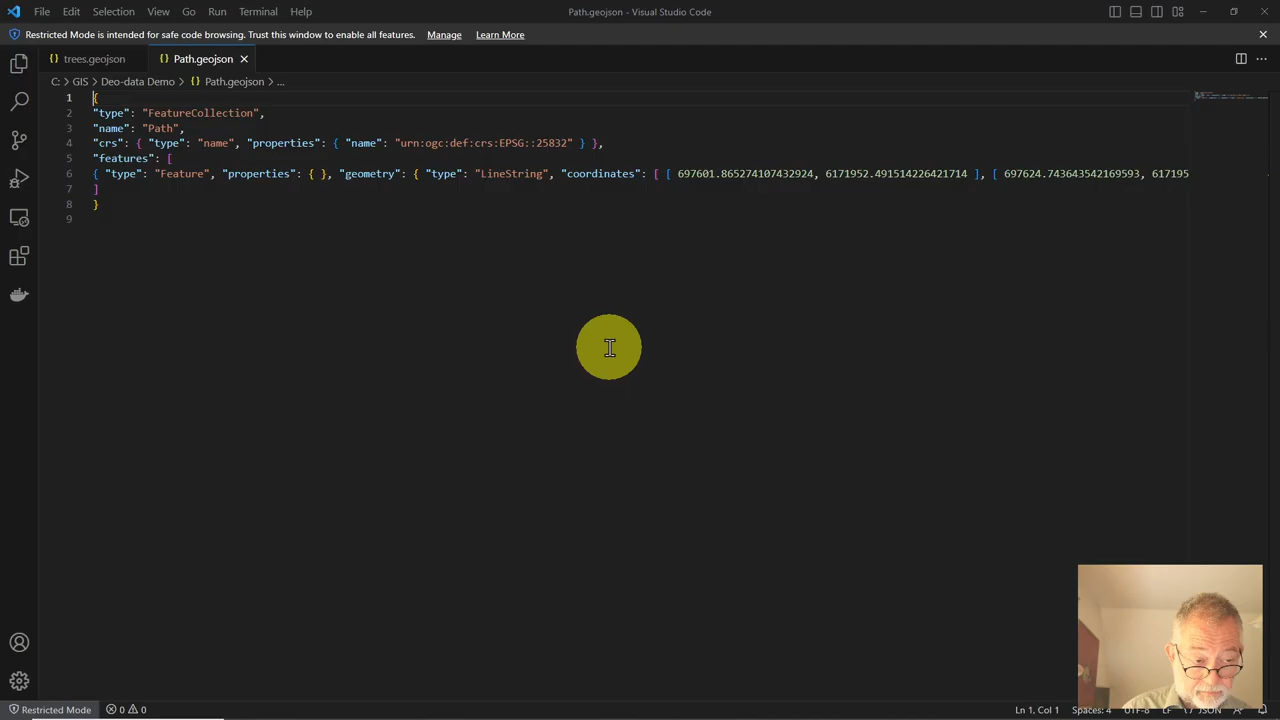 File Edit Selection View Go Run Terminal Help
Path.geojson - Visual Studio Code
Restricted Mode is intended for safe code browsing. Trust this window to enable all features. Manage Learn More
trees.geojson
Path.geojson
C: > GIS > Deo-data Demo > {} Path.geojson > ...
1 {
2 "type": "FeatureCollection",
3 "name": "Path",
4 "crs": { "type": "name", "properties": { "name": "urn:ogc:def:crs:EPSG::25832" } },
5 "features": [
6 { "type": "Feature", "properties": { }, "geometry": { "type": "LineString", "coordinates": [ [ 697601.865274107432924, 6171952.491514226421714 ], [ 697624.743643542169593, 617195
7 ]
8 }
9
Restricted Mode
0 0
Ln 1, Col 1 Spaces: 4 UTF-8 LF {} JSON